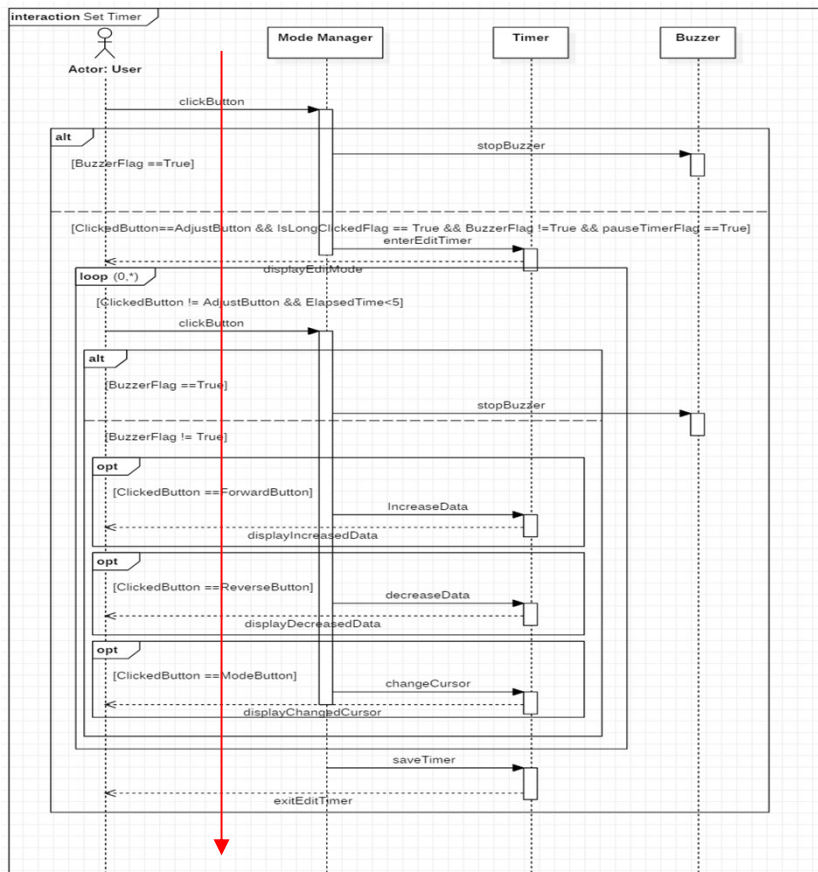 interaction Set Timer
Mode Manager
Timer
Buzzer
Actor: User
clickButton
alt
stopBuzzer
[BuzzerFlag ==True]
[ClickedButton==AdjustButton && IsLongClickedFlag == True && BuzzerFlag !=True && pauseTimerFlag ==True]
enterEditTimer
displayEditMode
loop (0,*)
[ClickedButton != AdjustButton && ElapsedTime<5]
clickButton
alt
[BuzzerFlag ==True]
stopBuzzer
[BuzzerFlag != True]
opt
[ClickedButton ==ForwardButton]
IncreaseData
displayIncreasedData
opt
[ClickedButton ==ReverseButton]
decreaseData
displayDecreasedData
opt
[ClickedButton ==ModeButton]
changeCursor
displayChangedCursor
saveTimer
exitEditTimer